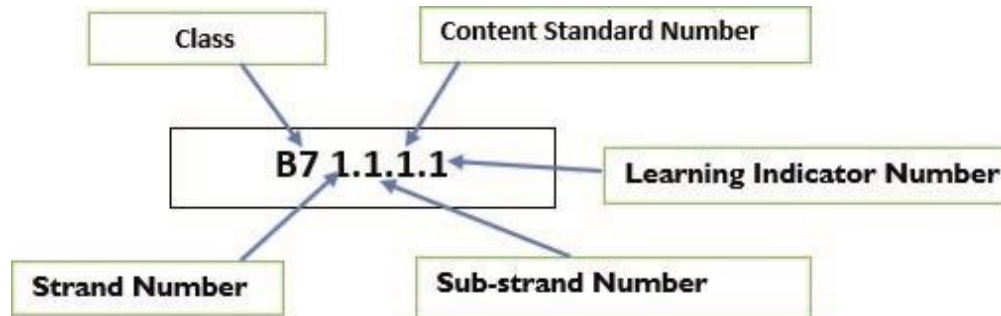 Class
Content Standard Number
B7 1.1.1.1
Learning Indicator Number
Strand Number
Sub-strand Number